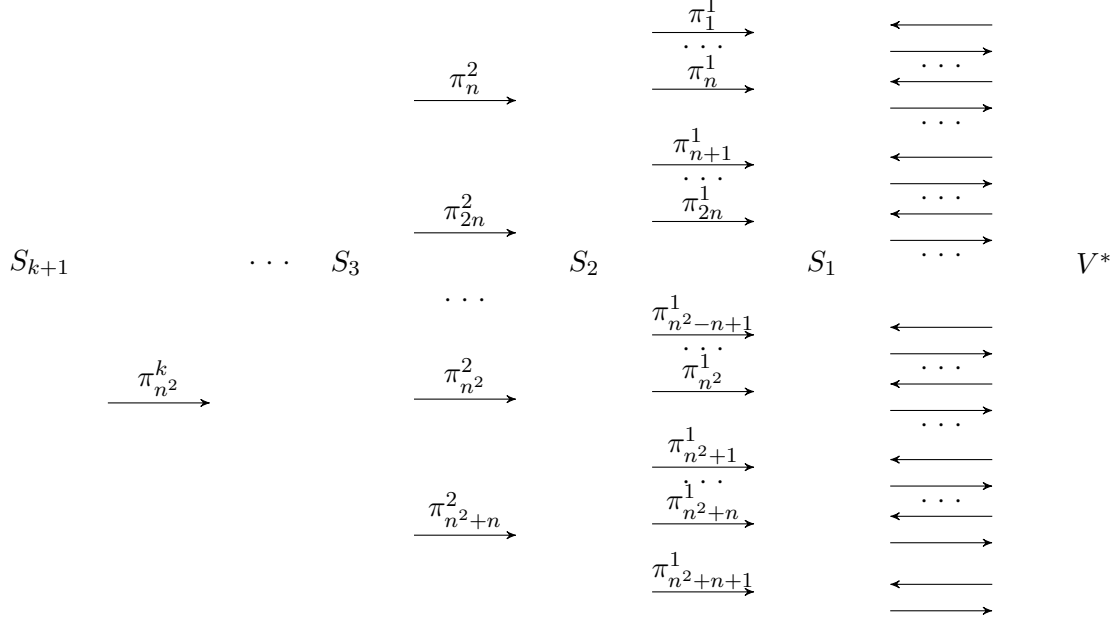 π_1^1
· · ·
π_n^2 π_n^1 · · ·
· · ·
π_{n+1}^1
· · ·
π_{2n}^2 π_{2n}^1 · · ·
S_{k+1} · · · S_3 S_2 S_1 · · · V^*
· · ·
π_{n^2-n+1}^1
· · ·
π_{n^2}^k π_{n^2}^2 π_{n^2}^1 · · ·
· · ·
π_{n^2+1}^1
· · ·
π_{n^2+n}^2 π_{n^2+n}^1 · · ·
π_{n^2+n+1}^1